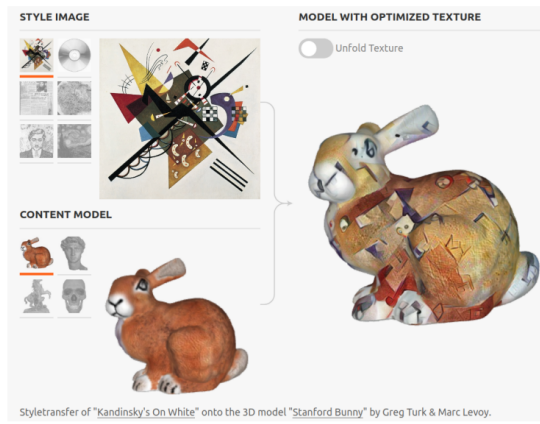 STYLE IMAGE
MODEL WITH OPTIMIZED TEXTURE
Unfold Texture
CONTENT MODEL
Styletransfer of "Kandinsky's On White" onto the 3D model "Stanford Bunny" by Greg Turk & Marc Levoy.